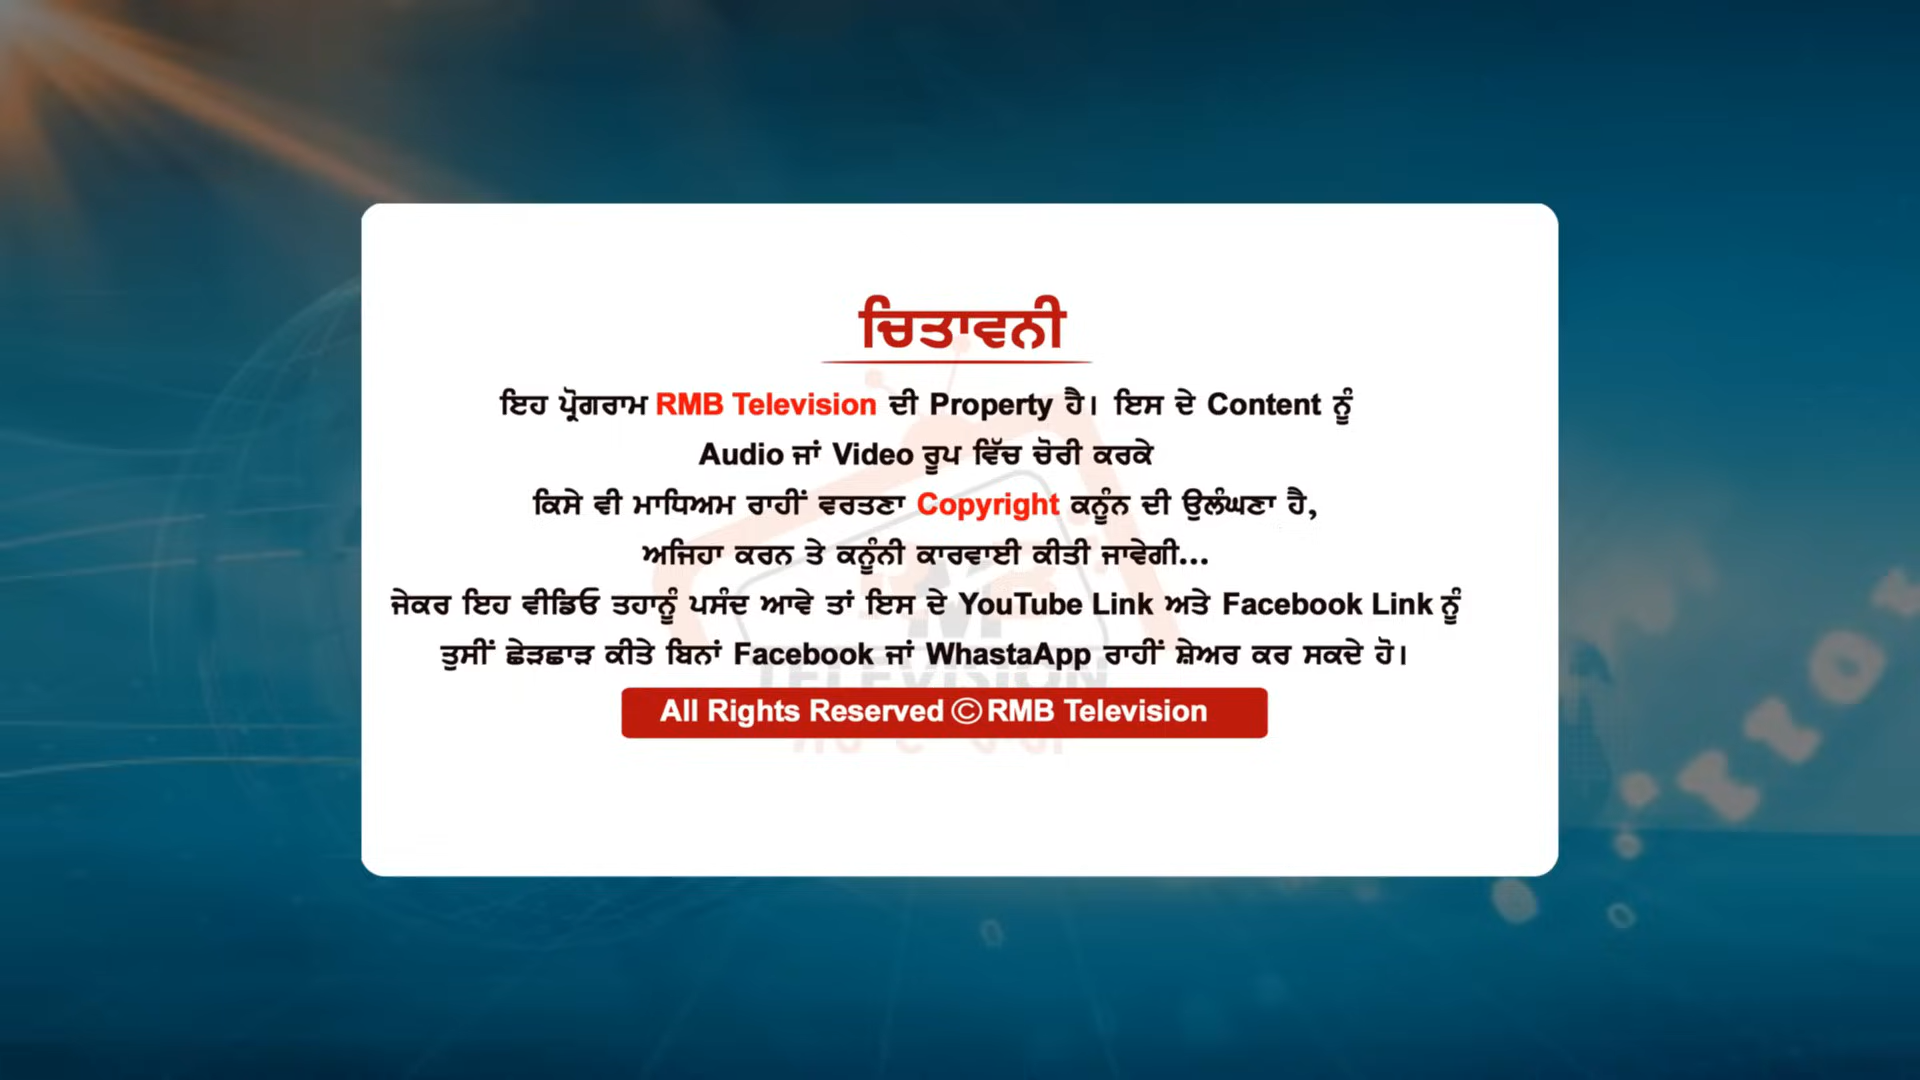 ਚਿਤਾਵਨੀ
ਇਹ ਪ੍ਰੋਗਰਾਮ RMB Television ਦੀ Property ਹੈ। ਇਸ ਦੇ Content ਨੂੰ
Audio ਜਾਂ Video ਰੂਪ ਵਿੱਚ ਚੋਰੀ ਕਰਕੇ
ਕਿਸੇ ਵੀ ਮਾਧਿਅਮ ਰਾਹੀਂ ਵਰਤਣਾ Copyright ਕਨੂੰਨ ਦੀ ਉਲੰਘਣਾ ਹੈ,
ਅਜਿਹਾ ਕਰਨ ਤੇ ਕਨੂੰਨੀ ਕਾਰਵਾਈ ਕੀਤੀ ਜਾਵੇਗੀ...
ਜੇਕਰ ਇਹ ਵੀਡਿਓ ਤਹਾਨੂੰ ਪਸੰਦ ਆਵੇ ਤਾਂ ਇਸ ਦੇ YouTube Link ਅਤੇ Facebook Link ਨੂੰ
ਤੁਸੀਂ ਛੇੜਛਾੜ ਕੀਤੇ ਬਿਨਾਂ Facebook ਜਾਂ WhastaApp ਰਾਹੀਂ ਸ਼ੇਅਰ ਕਰ ਸਕਦੇ ਹੋ।
TELEVISION
All Rights Reserved © RMB Television